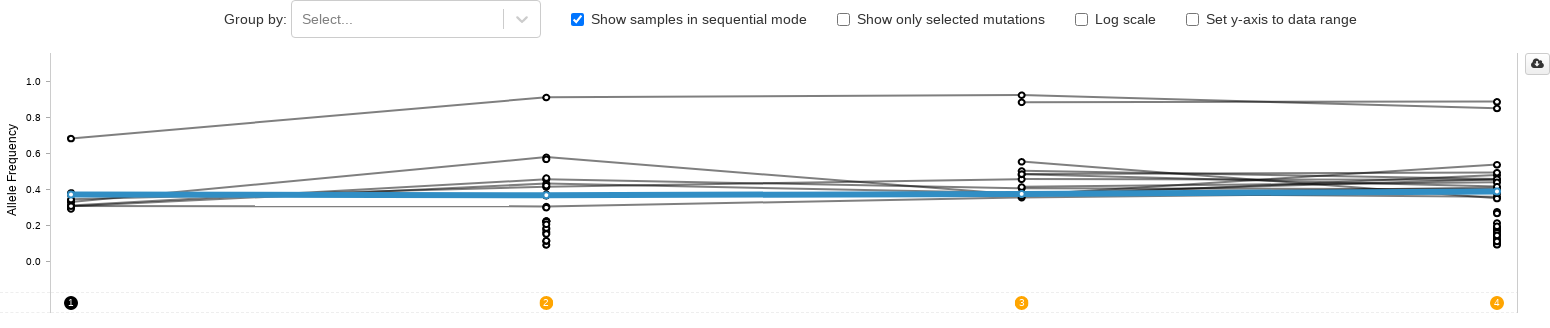 Group by: Select... Show samples in sequential mode Show only selected mutations Log scale Set y-axis to data range
Allele Frequency
1.0
0.8
0.6
0.4
0.2
0.0
1 2 3 4